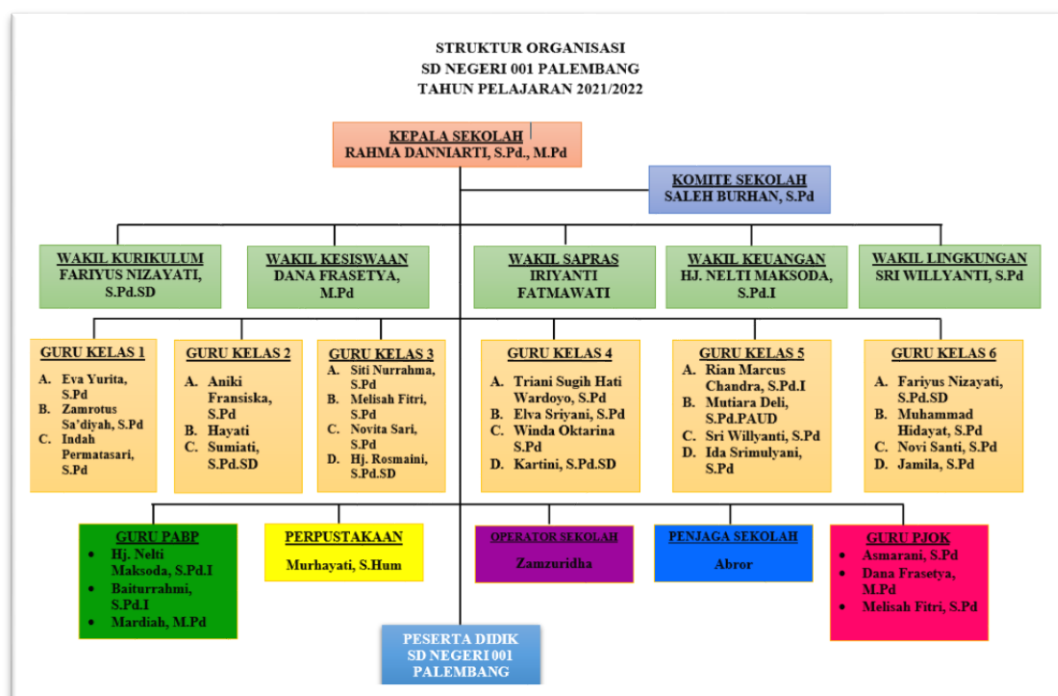 STRUKTUR ORGANISASI
SD NEGERI 001 PALEMBANG
TAHUN PELAJARAN 2021/2022
KEPALA SEKOLAH
RAHMA DANNIARTI, S.Pd., M.Pd
KOMITE SEKOLAH
SALEH BURHAN, S.Pd
WAKIL KURIKULUM
FARIYUS NIZAYATI,
S.Pd.SD
WAKIL KESISWAAN
DANA FRASETYA,
M.Pd
WAKIL SAPRAS
IRIYANTI
FATMAWATI
WAKIL KEUANGAN
HJ. NELTI MAKSODA,
S.Pd.I
WAKIL LINGKUNGAN
SRI WILLYANTI, S.Pd
GURU KELAS 1
A. Eva Yurita,
S.Pd
B. Zamrotus
Sa'diyah, S.Pd
C. Indah
Permatasari,
S.Pd
GURU KELAS 2
A. Aniki
Fransiska,
S.Pd
B. Hayati
C. Sumiati,
S.Pd.SD
GURU KELAS 3
A. Siti Nurrahma,
S.Pd
B. Melisah Fitri,
S.Pd
C. Novita Sari,
S.Pd
D. Hj. Rosmaini,
S.Pd.SD
GURU KELAS 4
A. Triani Sugih Hati
Wardoyo, S.Pd
B. Elva Sriyani, S.Pd
C. Winda Oktarina
S.Pd
D. Kartini, S.Pd.SD
GURU KELAS 5
A. Rian Marcus
Chandra, S.Pd.I
B. Mutiara Deli,
S.Pd.PAUD
C. Sri Willyanti, S.Pd
D. Ida Srimulyani,
S.Pd
GURU KELAS 6
A. Fariyus Nizayati,
S.Pd.SD
B. Muhammad
Hidayat, S.Pd
C. Novi Santi, S.Pd
D. Jamila, S.Pd
GURU PABP
• Hj. Nelti
Maksoda, S.Pd.I
• Baiturrahmi,
S.Pd.I
• Mardiah, M.Pd
PERPUSTAKAAN
Murhayati, S.Hum
OPERATOR SEKOLAH
Zamzuridha
PENJAGA SEKOLAH
Abror
GURU PJOK
• Asmarani, S.Pd
• Dana Frasetya,
M.Pd
• Melisah Fitri, S.Pd
PESERTA DIDIK
SD NEGERI 001
PALEMBANG